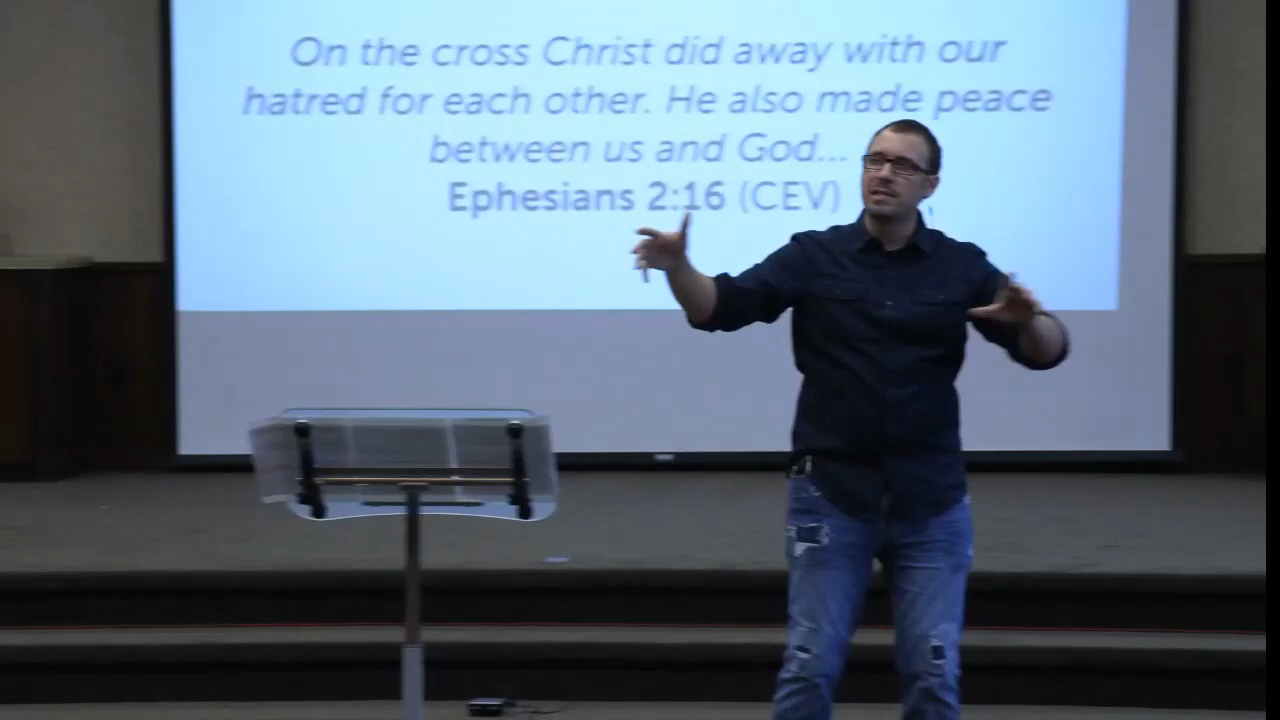 On the cross Christ did away with our
hatred for each other. He also made peace
between us and God...
Ephesians 2:16 (CEV)